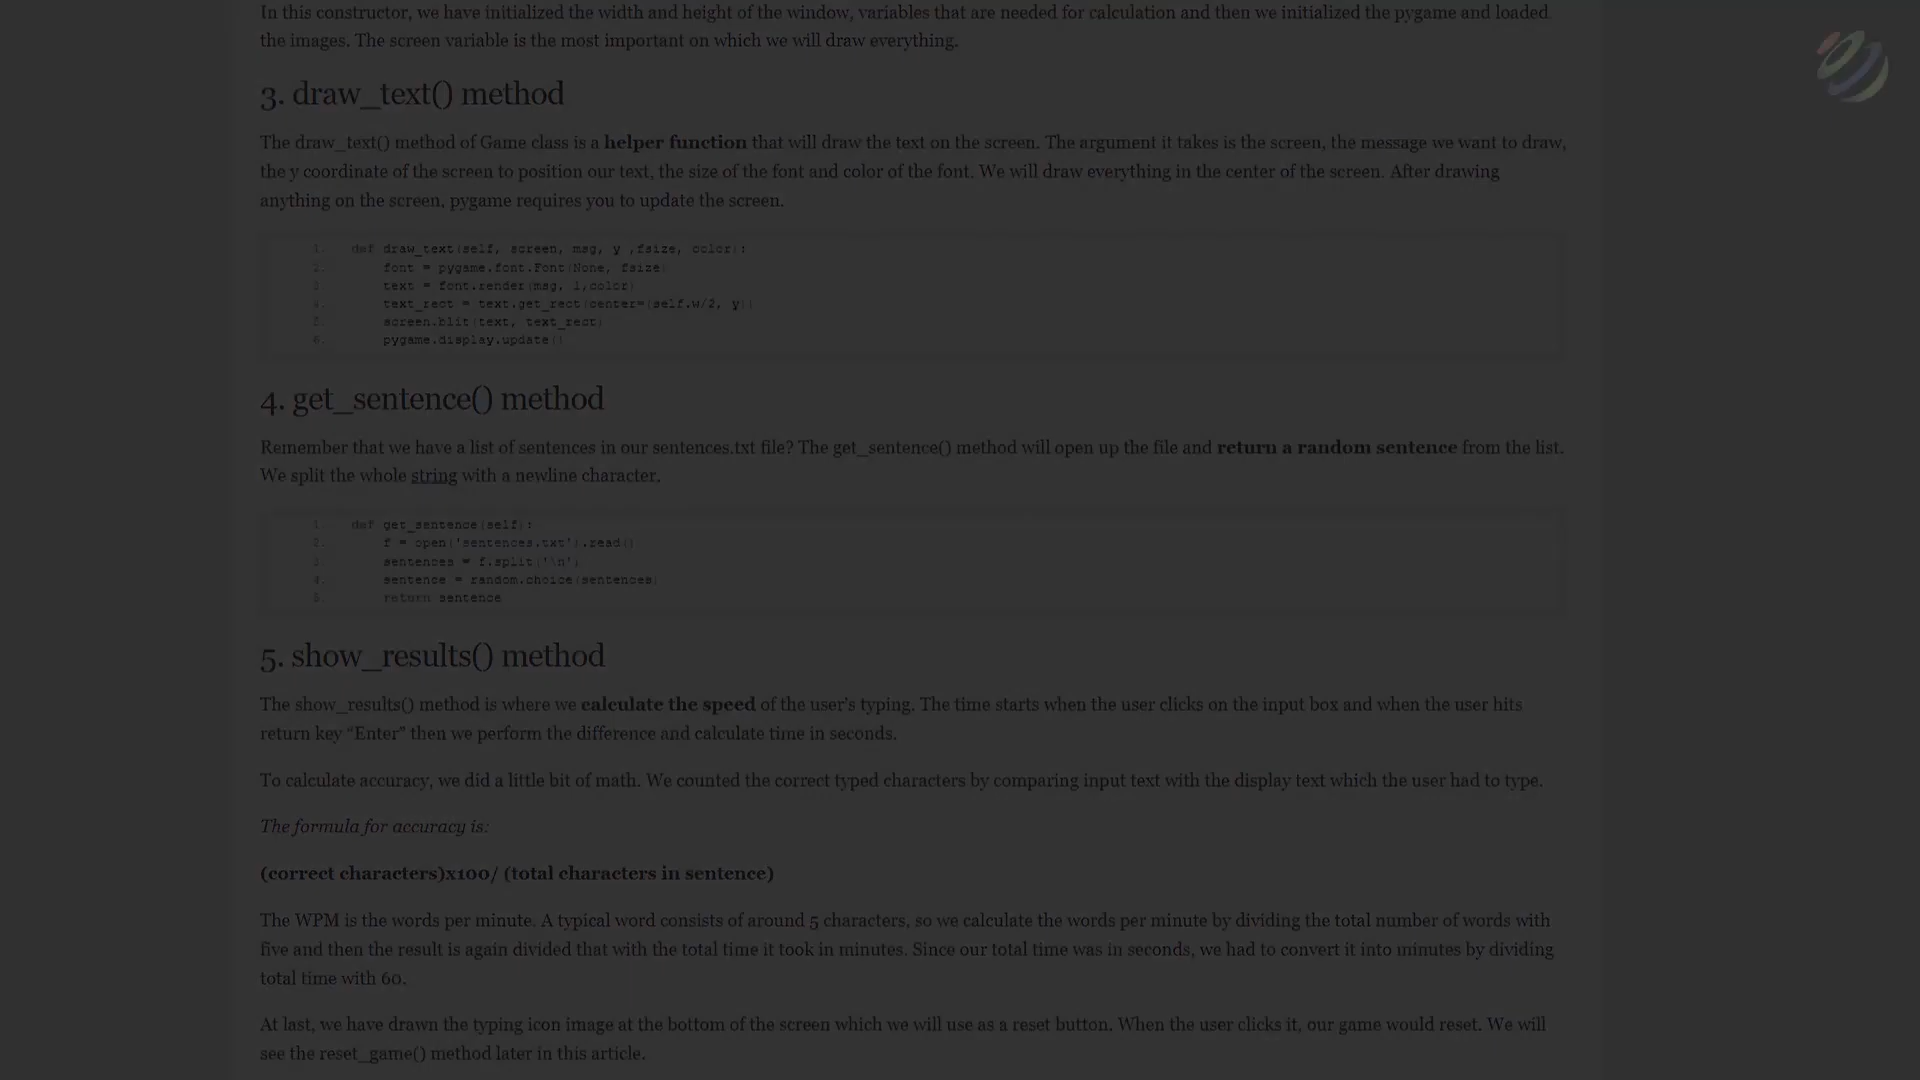 In this constructor, we have initialized the width and height of the window, variables that are needed for calculation and then we initialized the pygame and loaded
the images. The screen variable is the most important on which we will draw everything.
3. draw_text() method
The draw_text() method of Game class is a helper function that will draw the text on the screen. The argument it takes is the screen, the message we want to draw,
the y coordinate of the screen to position our text, the size of the font and color of the font. We will draw everything in the center of the screen. After drawing
anything on the screen, pygame requires you to update the screen.
1. def draw_text(self, screen, msg, y ,fsize, color):
2. font = pygame.font.Font(None, fsize)
3. text = font.render(msg, 1,color)
4. text_rect = text.get_rect(center=(self.w/2, y))
5. screen.blit(text, text_rect)
6. pygame.display.update()
4. get_sentence() method
Remember that we have a list of sentences in our sentences.txt file? The get_sentence() method will open up the file and return a random sentence from the list.
We split the whole string with a newline character.
1. def get_sentence(self):
2. f = open('sentences.txt').read()
3. sentences = f.split('\n')
4. sentence = random.choice(sentences)
5. return sentence
5. show_results() method
The show_results() method is where we calculate the speed of the user's typing. The time starts when the user clicks on the input box and when the user hits
return key “Enter” then we perform the difference and calculate time in seconds.
To calculate accuracy, we did a little bit of math. We counted the correct typed characters by comparing input text with the display text which the user had to type.
The formula for accuracy is:
(correct characters)x100/ (total characters in sentence)
The WPM is the words per minute. A typical word consists of around 5 characters, so we calculate the words per minute by dividing the total number of words with
five and then the result is again divided that with the total time it took in minutes. Since our total time was in seconds, we had to convert it into minutes by dividing
total time with 60.
At last, we have drawn the typing icon image at the bottom of the screen which we will use as a reset button. When the user clicks it, our game would reset. We will
see the reset_game() method later in this article.